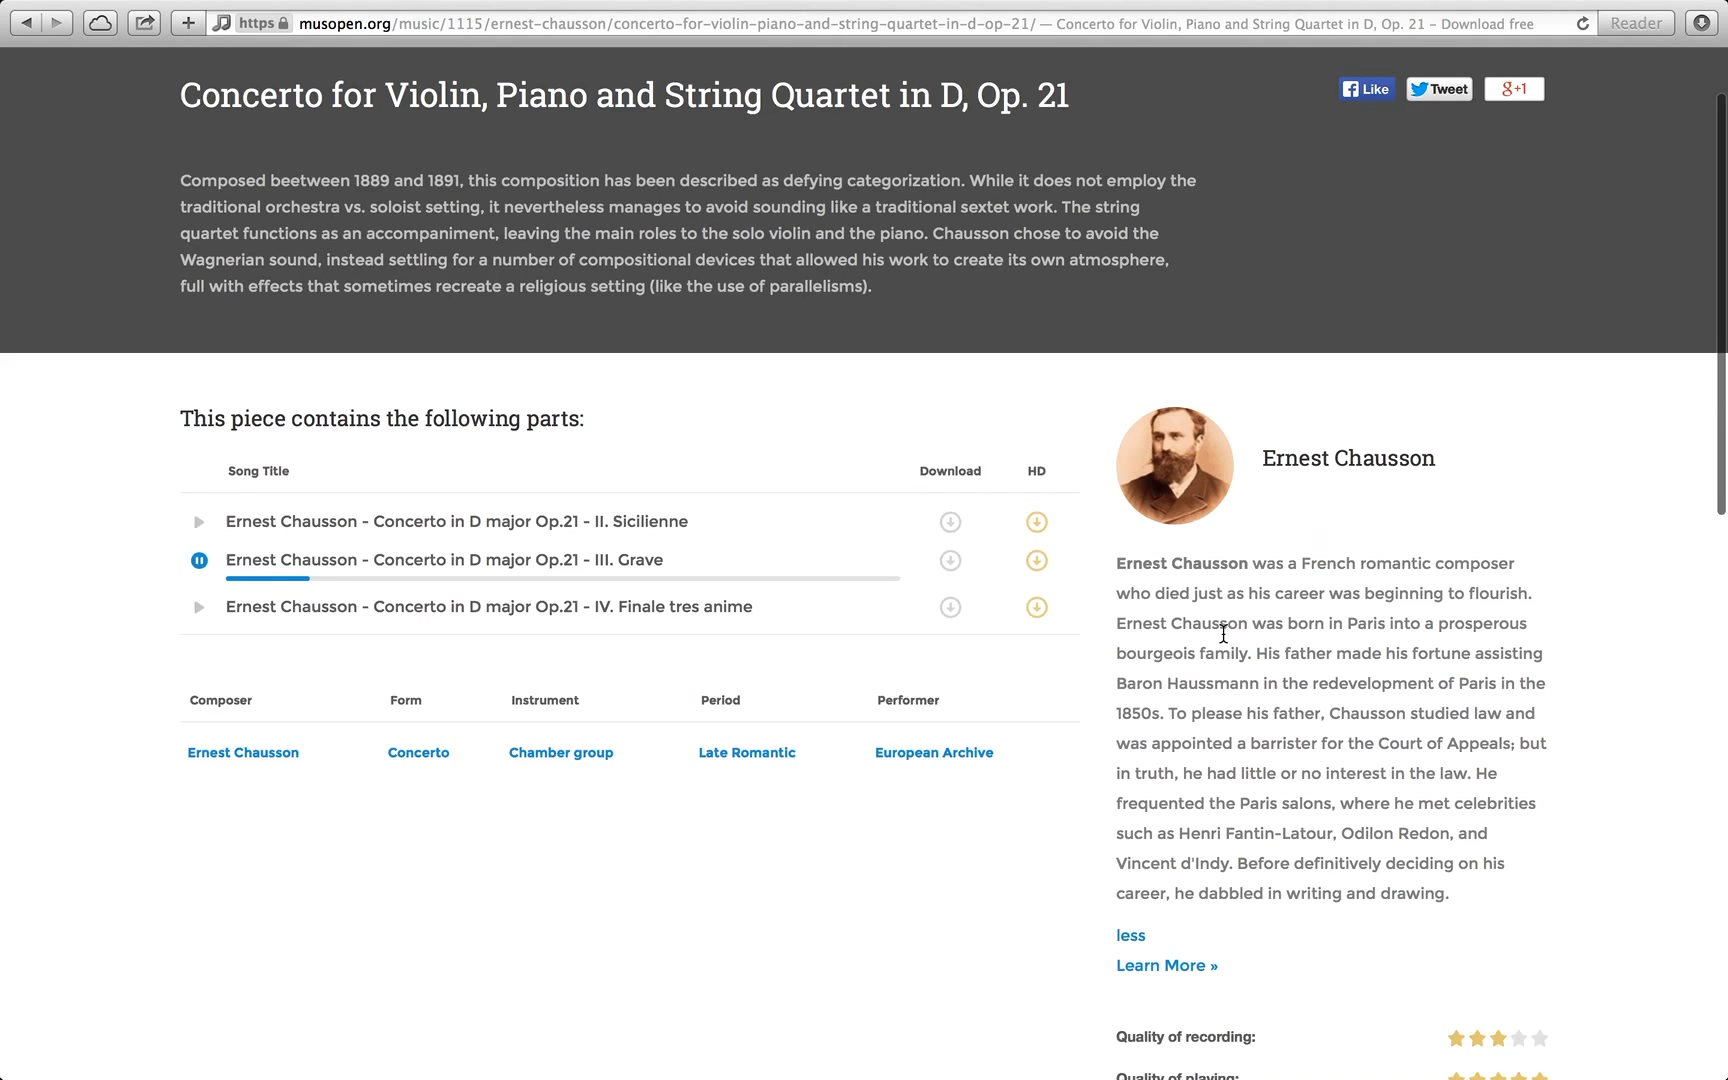 https musopen.org/music/1115/ernest-chausson/concerto-for-violin-piano-and-string-quartet-in-d-op-21/ — Concerto for Violin, Piano and String Quartet in D, Op. 21 – Download free Reader
Concerto for Violin, Piano and String Quartet in D, Op. 21
Like Tweet g+1
Composed beetween 1889 and 1891, this composition has been described as defying categorization. While it does not employ the
traditional orchestra vs. soloist setting, it nevertheless manages to avoid sounding like a traditional sextet work. The string
quartet functions as an accompaniment, leaving the main roles to the solo violin and the piano. Chausson chose to avoid the
Wagnerian sound, instead settling for a number of compositional devices that allowed his work to create its own atmosphere,
full with effects that sometimes recreate a religious setting (like the use of parallelisms).
This piece contains the following parts:
Song Title Download HD
Ernest Chausson - Concerto in D major Op.21 - II. Sicilienne
Ernest Chausson - Concerto in D major Op.21 - III. Grave
Ernest Chausson - Concerto in D major Op.21 - IV. Finale tres anime
Composer Form Instrument Period Performer
Ernest Chausson Concerto Chamber group Late Romantic European Archive
Ernest Chausson
Ernest Chausson was a French romantic composer
who died just as his career was beginning to flourish.
Ernest Chausson was born in Paris into a prosperous
bourgeois family. His father made his fortune assisting
Baron Haussmann in the redevelopment of Paris in the
1850s. To please his father, Chausson studied law and
was appointed a barrister for the Court of Appeals; but
in truth, he had little or no interest in the law. He
frequented the Paris salons, where he met celebrities
such as Henri Fantin-Latour, Odilon Redon, and
Vincent d'Indy. Before definitively deciding on his
career, he dabbled in writing and drawing.
less
Learn More »
Quality of recording:
Quality of playing: